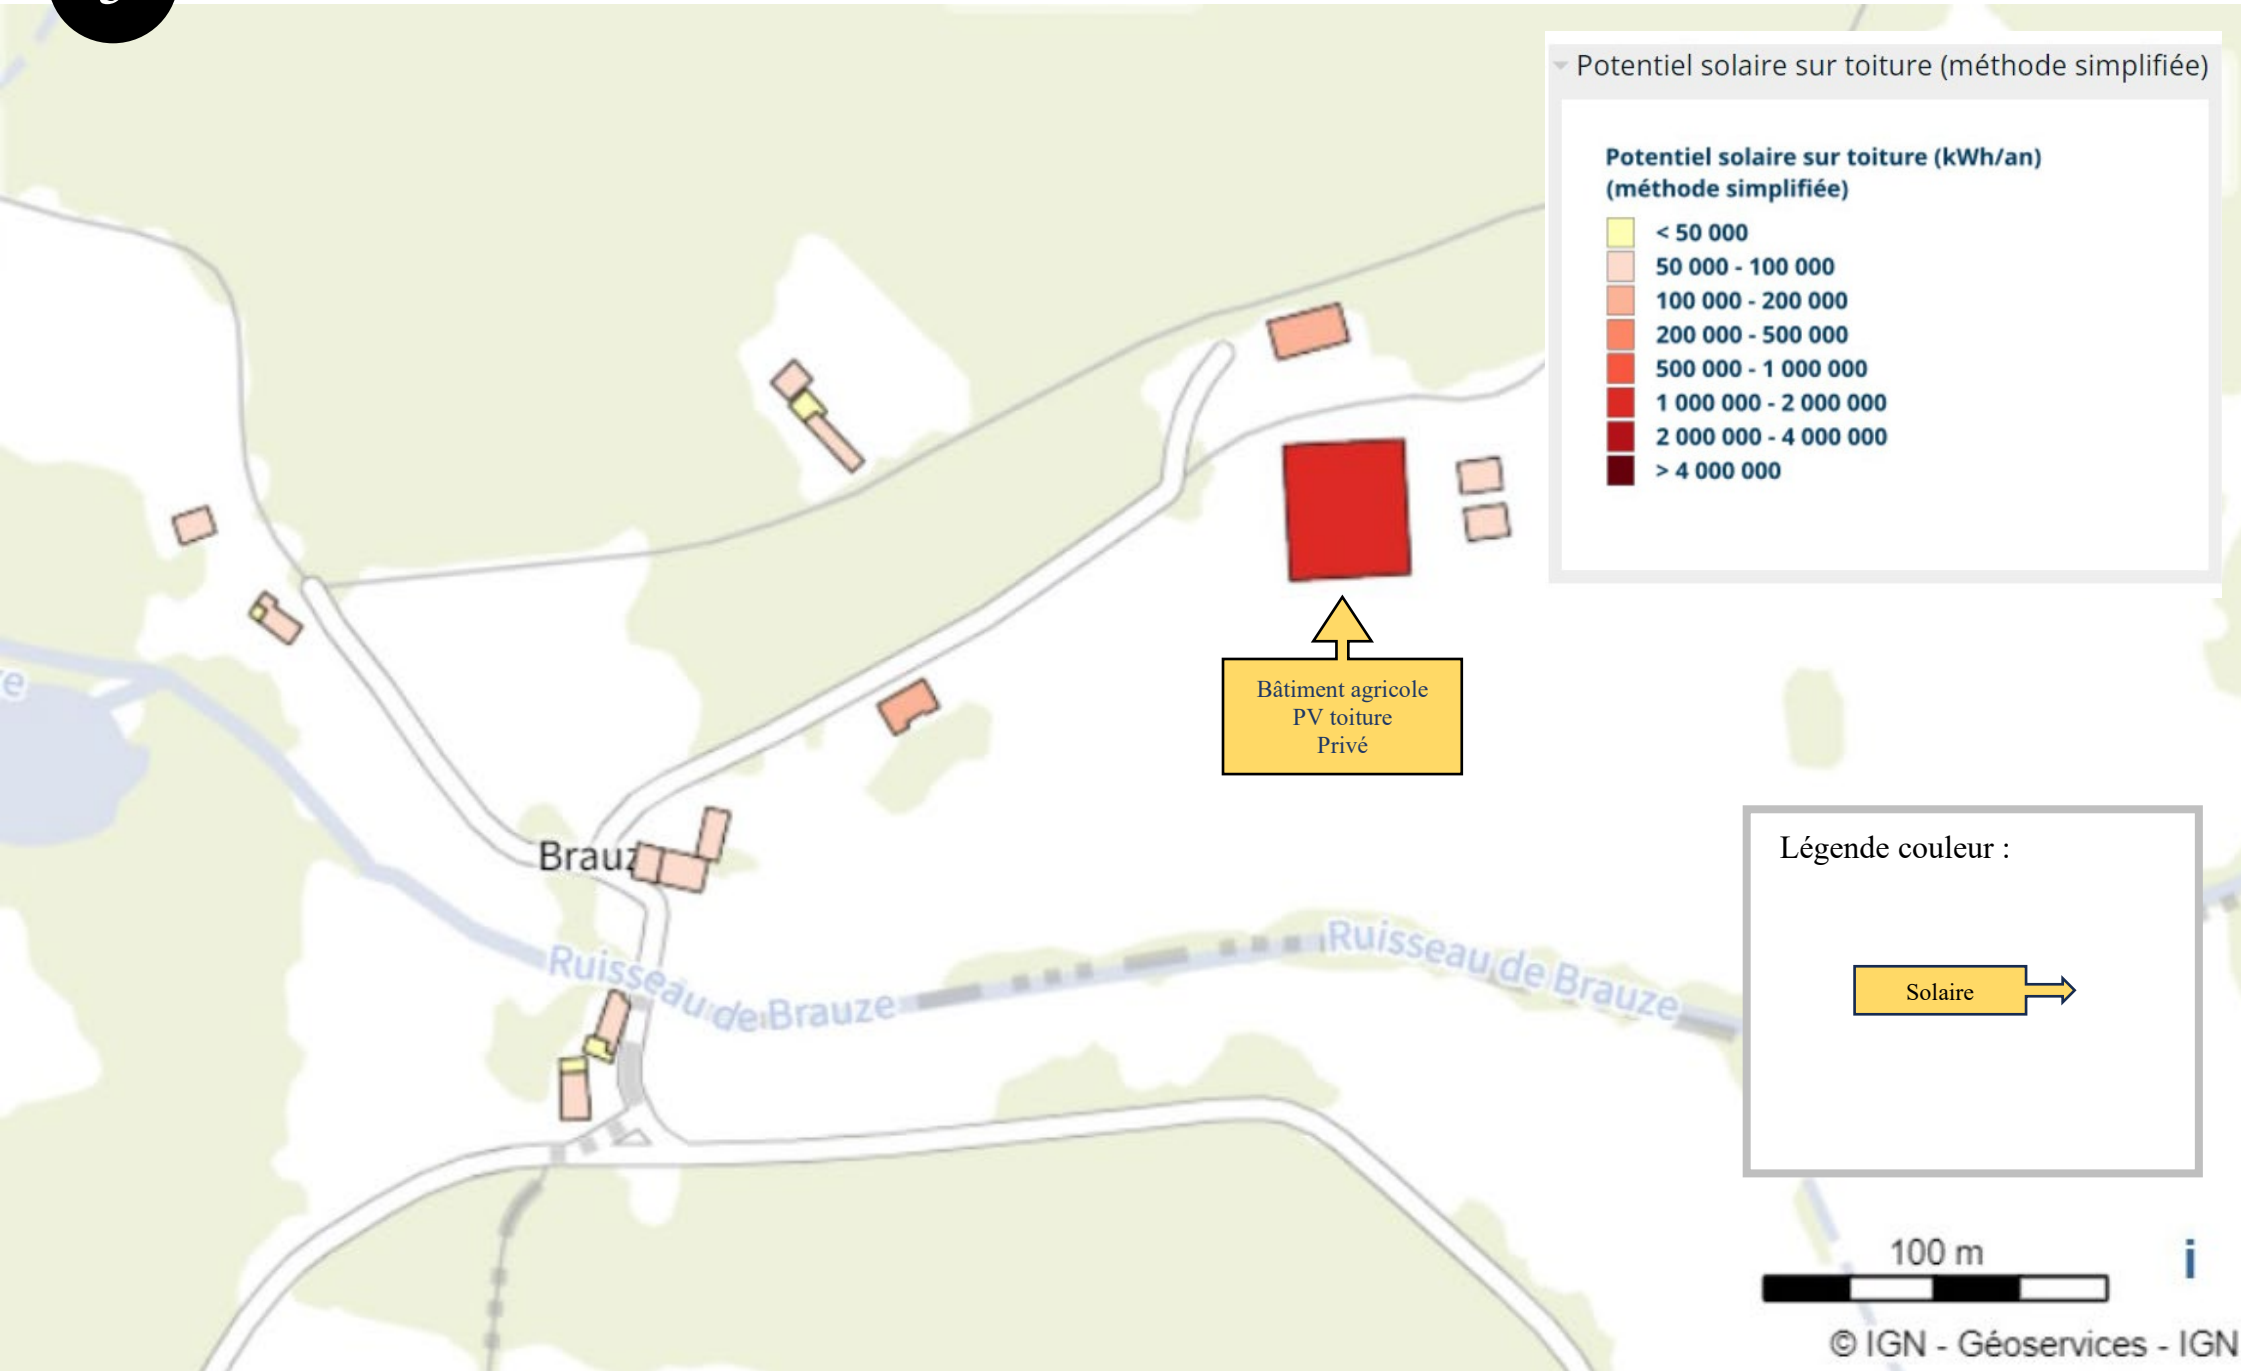 Potentiel solaire sur toiture (méthode simplifiée)
Potentiel solaire sur toiture (kWh/an)
(méthode simplifiée)
< 50 000
50 000 - 100 000
100 000 - 200 000
200 000 - 500 000
500 000 - 1 000 000
1 000 000 - 2 000 000
2 000 000 - 4 000 000
> 4 000 000
Bâtiment agricole
PV toiture
Privé
Brauz
Légende couleur :
Solaire
Ruisseau de Brauze
Ruisseau de Brauze
100 m
i
© IGN - Géoservices - IGN